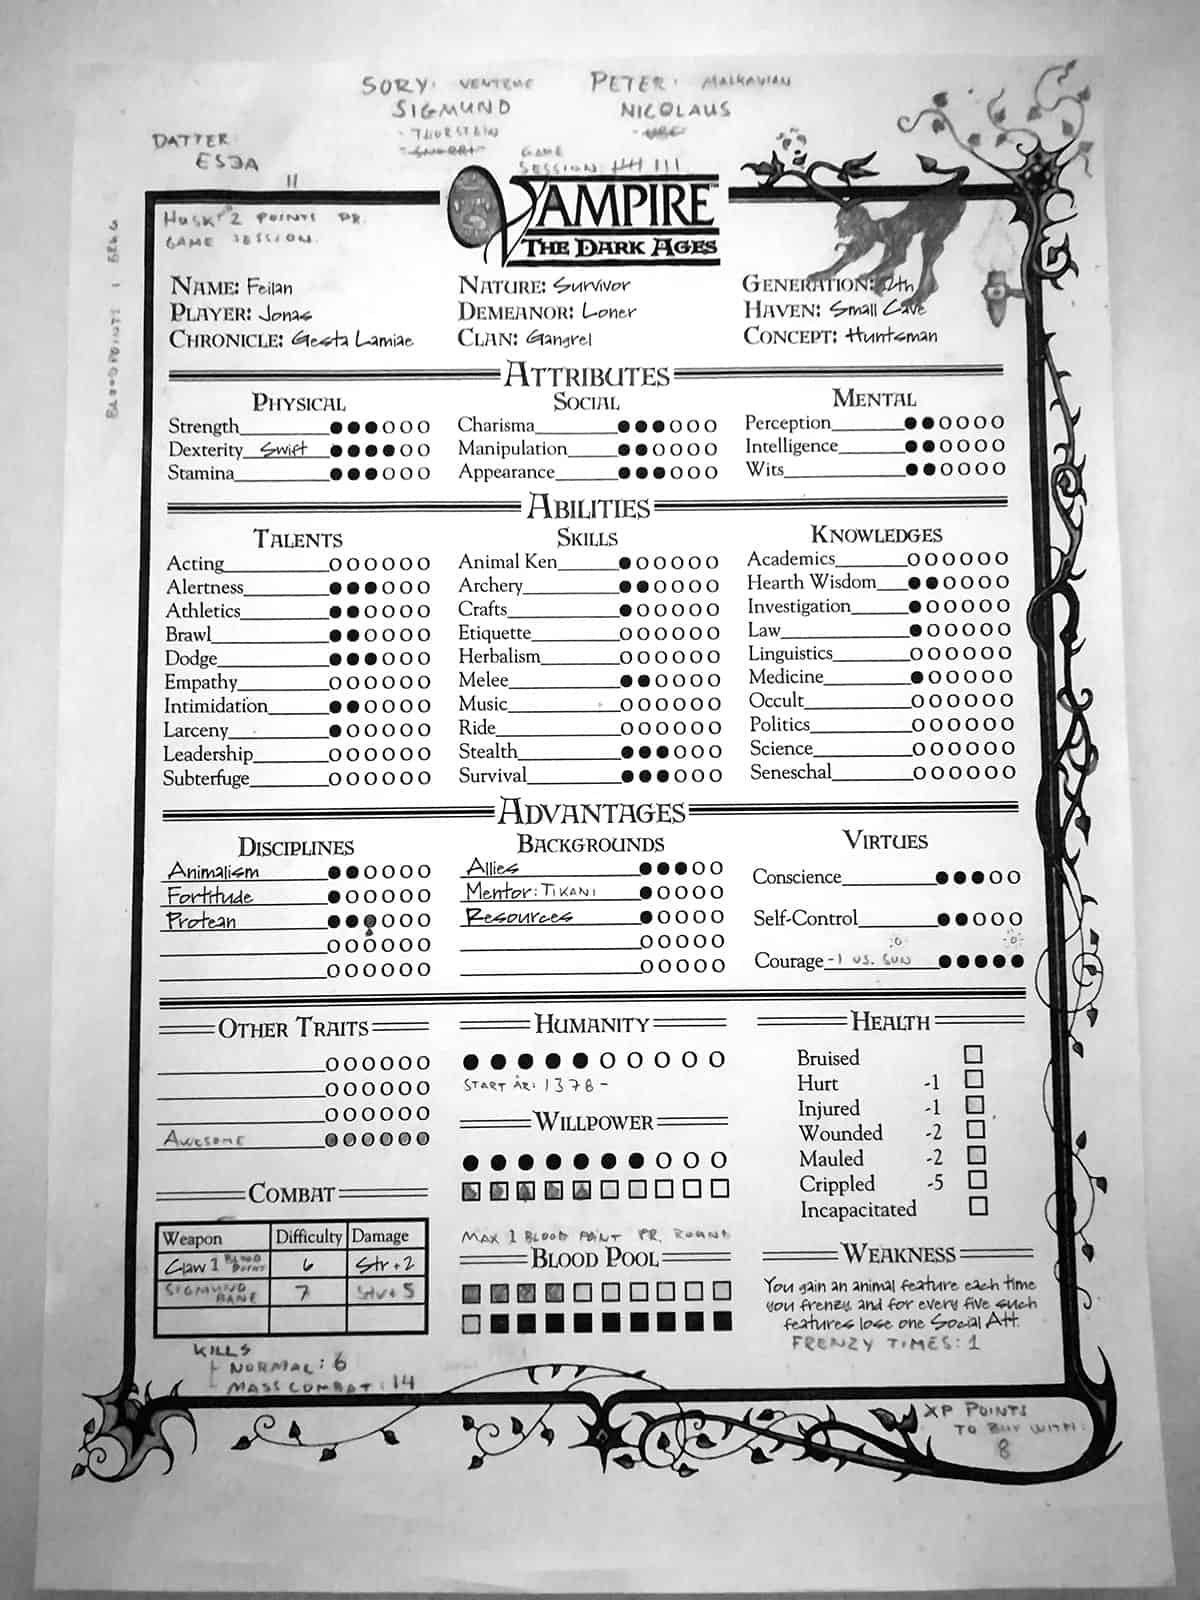 SORY: VENTRUE PETER: MALKAVIAN
SIGMUND NICOLAUS
- THORSTAIN
DATTER:
ESJA
GAME
SESSION
HUSK 2 POINTS PR.
GAME SESSION.
BLOODPOINTS
VAMPIRE™
THE DARK AGES
NAME: Feilan NATURE: Survivor GENERATION: 12th
PLAYER: Jonas DEMEANOR: Loner HAVEN: Small Cave
CHRONICLE: Gesta Lamiae CLAN: Gangrel CONCEPT: Huntsman
ATTRIBUTES
PHYSICAL SOCIAL MENTAL
Strength Charisma Perception
Dexterity Swift Manipulation Intelligence
Stamina Appearance Wits
ABILITIES
TALENTS SKILLS KNOWLEDGES
Acting Animal Ken Academics
Alertness Archery Hearth Wisdom
Athletics Crafts Investigation
Brawl Etiquette Law
Dodge Herbalism Linguistics
Empathy Melee Medicine
Intimidation Music Occult
Larceny Ride Politics
Leadership Stealth Science
Subterfuge Survival Seneschal
ADVANTAGES
DISCIPLINES BACKGROUNDS VIRTUES
Animalism Allies Conscience
Fortitude Mentor: TIKANI
Protean Resources Self-Control
Courage -1 VS. SUN
OTHER TRAITS HUMANITY HEALTH
START ÅR: 1378-
Awesome
WILLPOWER
Bruised
Hurt -1
Injured -1
Wounded -2
Mauled -2
Crippled -5
Incapacitated
COMBAT
Weapon Difficulty Damage
Claw 1 BLOOD POINT 6 Str+2
SIGMUND BANE 7 Str+5
MAX 1 BLOOD POINT PR. ROUND
BLOOD POOL
WEAKNESS
You gain an animal feature each time
you frenzy, and for every five such
features lose one Social Att.
FRENZY TIMES: 1
KILLS
NORMAL: 6
MASS COMBAT: 14
XP POINTS
TO BUY WITH:
8